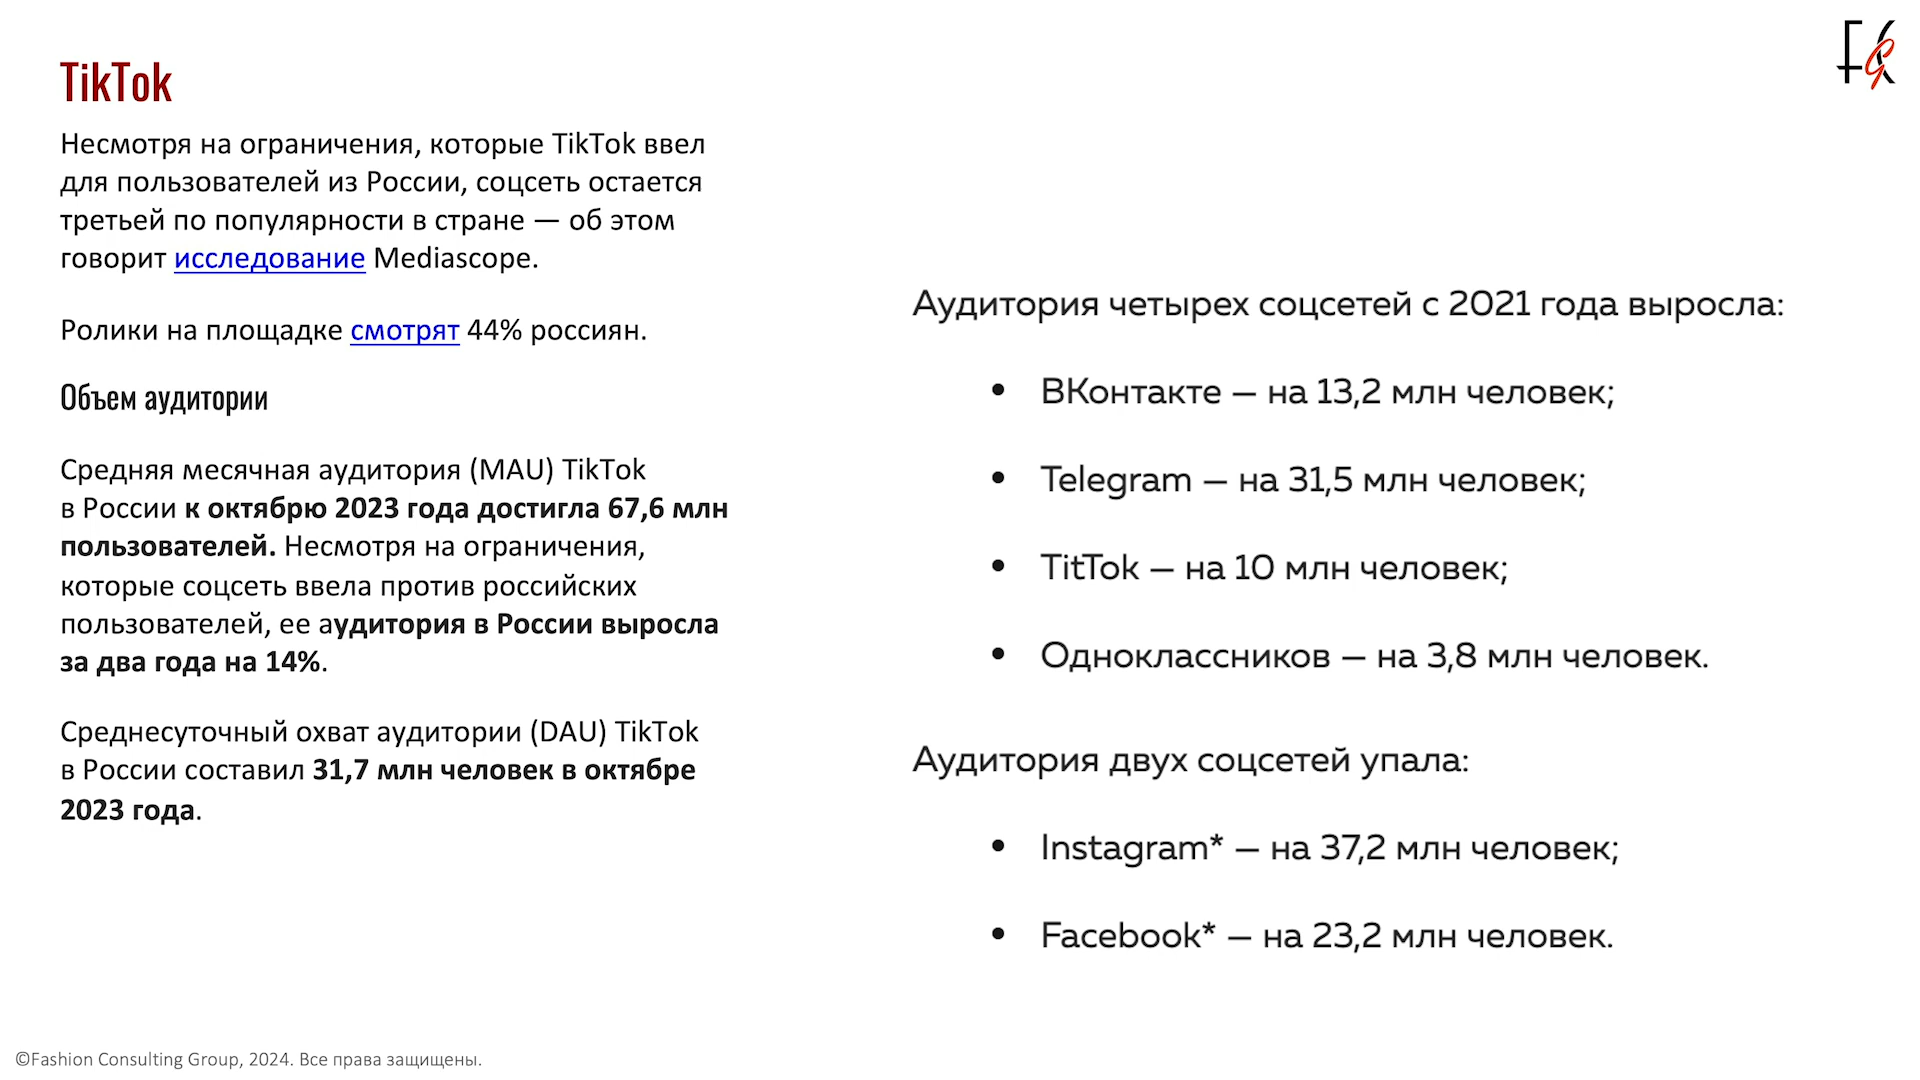 TikTok
Несмотря на ограничения, которые TikTok ввел
для пользователей из России, соцсеть остается
третьей по популярности в стране — об этом
говорит исследование Mediascope.
Ролики на площадке смотрят 44% россиян.
Объем аудитории
Средняя месячная аудитория (MAU) TikTok
в России к октябрю 2023 года достигла 67,6 млн
пользователей. Несмотря на ограничения,
которые соцсеть ввела против российских
пользователей, ее аудитория в России выросла
за два года на 14%.
Среднесуточный охват аудитории (DAU) TikTok
в России составил 31,7 млн человек в октябре
2023 года.
Аудитория четырех соцсетей с 2021 года выросла:
• ВКонтакте — на 13,2 млн человек;
• Telegram — на 31,5 млн человек;
• TitTok — на 10 млн человек;
• Одноклассников — на 3,8 млн человек.
Аудитория двух соцсетей упала:
• Instagram* — на 37,2 млн человек;
• Facebook* — на 23,2 млн человек.
©Fashion Consulting Group, 2024. Все права защищены.